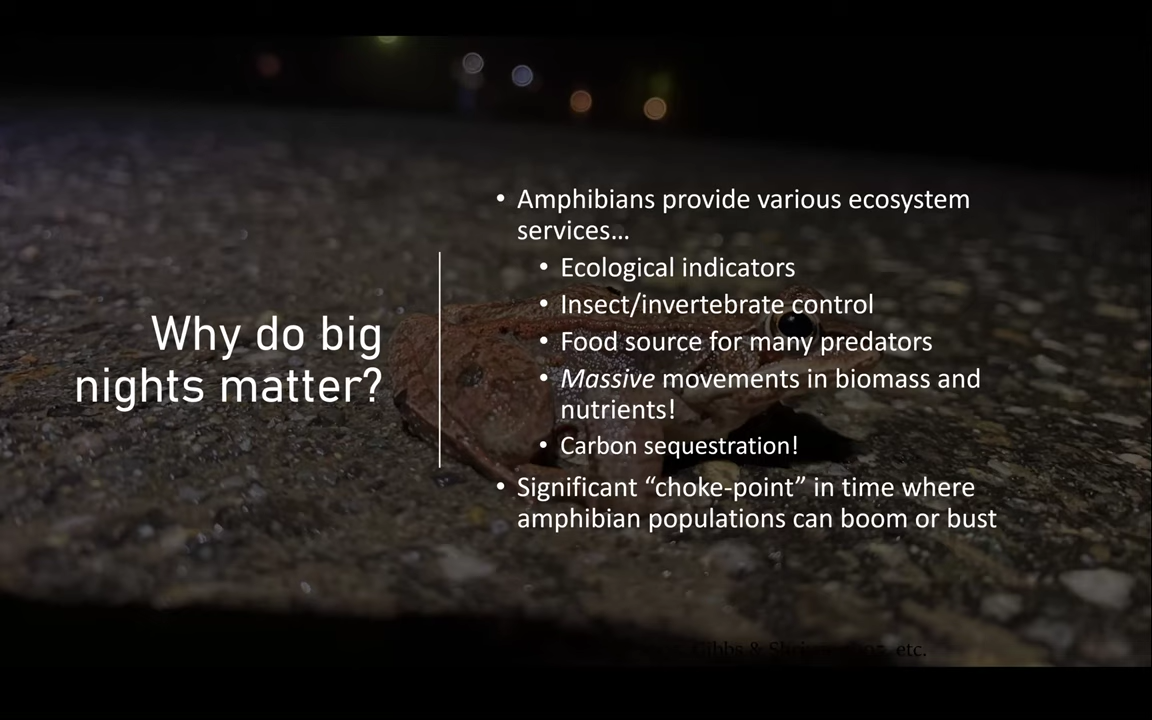 Why do big
nights matter?
• Amphibians provide various ecosystem
services...
• Ecological indicators
• Insect/invertebrate control
• Food source for many predators
• Massive movements in biomass and
nutrients!
• Carbon sequestration!
• Significant “choke-point” in time where
amphibian populations can boom or bust
Gibbs & etc.